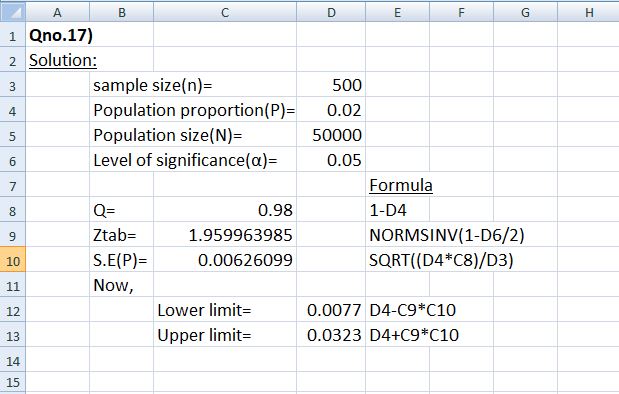 A B C D E F G H
1 Qno.17)
2 Solution:
3 sample size(n)= 500
4 Population proportion(P)= 0.02
5 Population size(N)= 50000
6 Level of significance(α)= 0.05
7 Formula
8 Q= 0.98 1-D4
9 Ztab= 1.959963985 NORMSINV(1-D6/2)
10 S.E(P)= 0.00626099 SQRT((D4*C8)/D3)
11 Now,
12 Lower limit= 0.0077 D4-C9*C10
13 Upper limit= 0.0323 D4+C9*C10
14
15